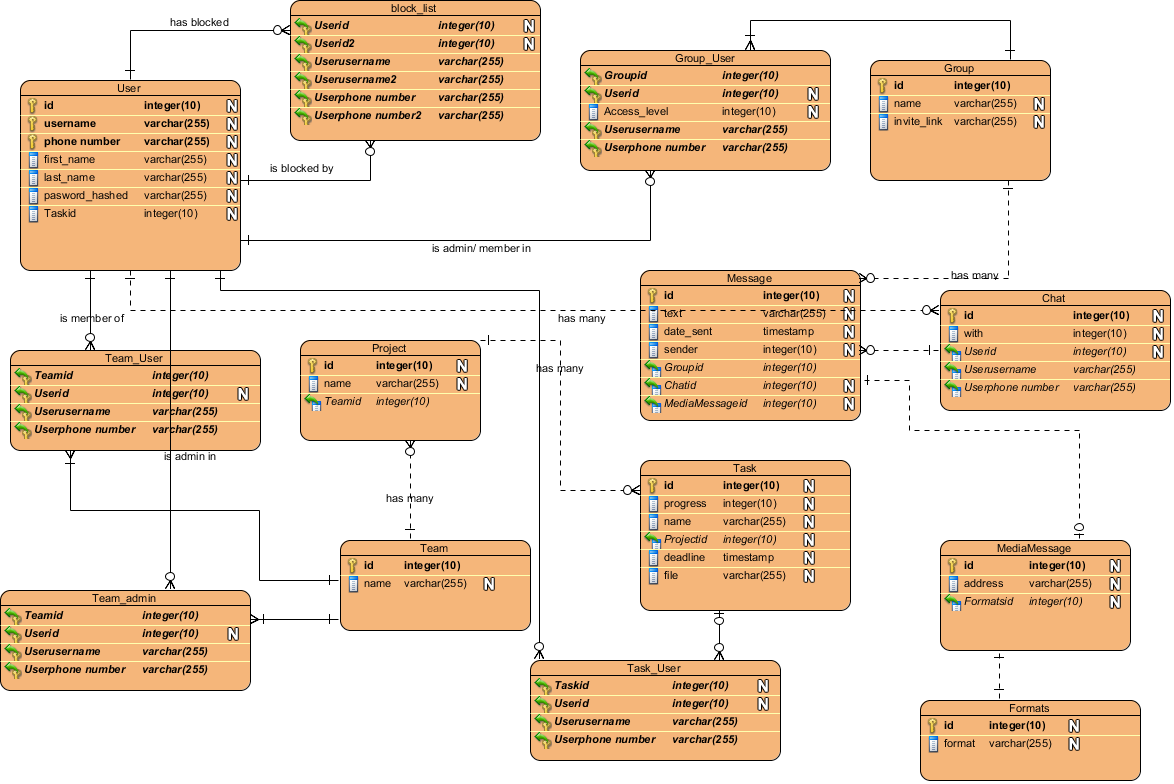 has blocked
block_list
Userid integer(10) N
Userid2 integer(10) N
Userusername varchar(255)
Userusername2 varchar(255)
Userphone number varchar(255)
Userphone number2 varchar(255)
Group_User
Groupid integer(10)
Userid integer(10) N
Access_level integer(10) N
Userusername varchar(255)
Userphone number varchar(255)
Group
id integer(10)
name varchar(255) N
invite_link varchar(255) N
User
id integer(10) N
username varchar(255) N
phone number varchar(255) N
first_name varchar(255) N
last_name varchar(255) N
pasword_hashed varchar(255) N
Taskid integer(10) N
is blocked by
is admin/ member in
has many
Message
id integer(10) N
text varchar(255) N
date_sent timestamp N
sender integer(10) N
Groupid integer(10)
Chatid integer(10) N
MediaMessageid integer(10) N
Chat
id integer(10) N
with integer(10) N
Userid integer(10) N
Userusername varchar(255)
Userphone number varchar(255)
is member of
has many
Team_User
Teamid integer(10)
Userid integer(10) N
Userusername varchar(255)
Userphone number varchar(255)
is admin in
Project
id integer(10) N
name varchar(255) N
Teamid integer(10)
has many
has many
Task
id integer(10) N
progress integer(10) N
name varchar(255) N
Projectid integer(10) N
deadline timestamp N
file varchar(255) N
Team
id integer(10)
name varchar(255) N
MediaMessage
id integer(10) N
address varchar(255) N
Formatsid integer(10) N
Team_admin
Teamid integer(10)
Userid integer(10) N
Userusername varchar(255)
Userphone number varchar(255)
Task_User
Taskid integer(10) N
Userid integer(10) N
Userusername varchar(255)
Userphone number varchar(255)
Formats
id integer(10) N
format varchar(255) N